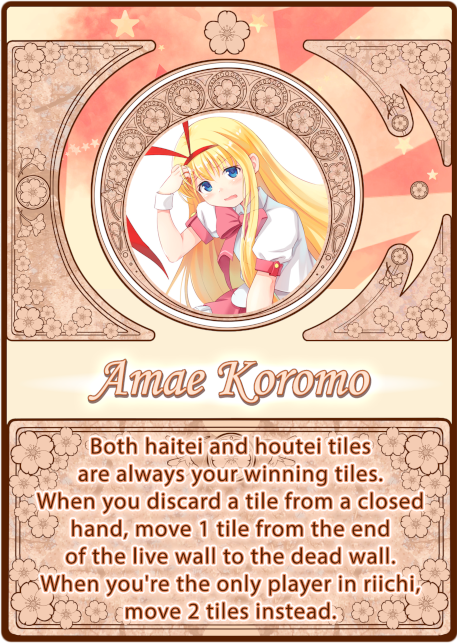 Amae Koromo
Both haitei and houtei tiles
are always your winning tiles.
When you discard a tile from a closed
hand, move 1 tile from the end
of the live wall to the dead wall.
When you're the only player in riichi,
move 2 tiles instead.